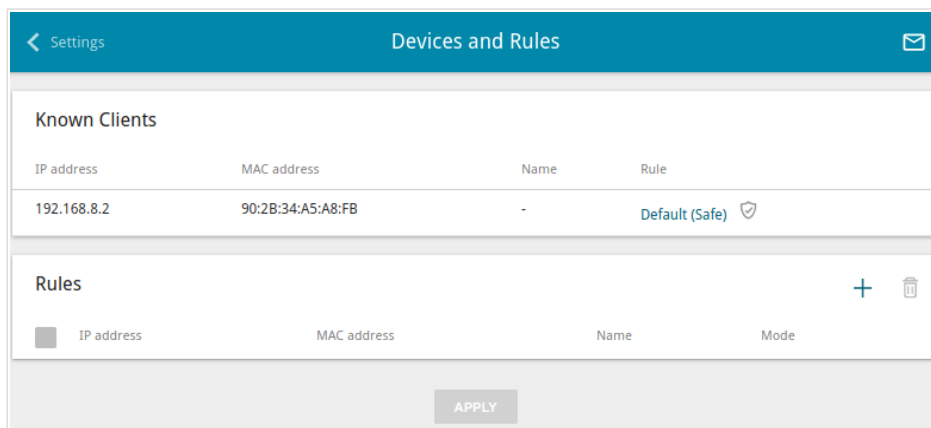 Settings Devices and Rules
Known Clients
IP address MAC address Name Rule
192.168.8.2 90:2B:34:A5:A8:FB - Default (Safe)
Rules
IP address MAC address Name Mode
APPLY